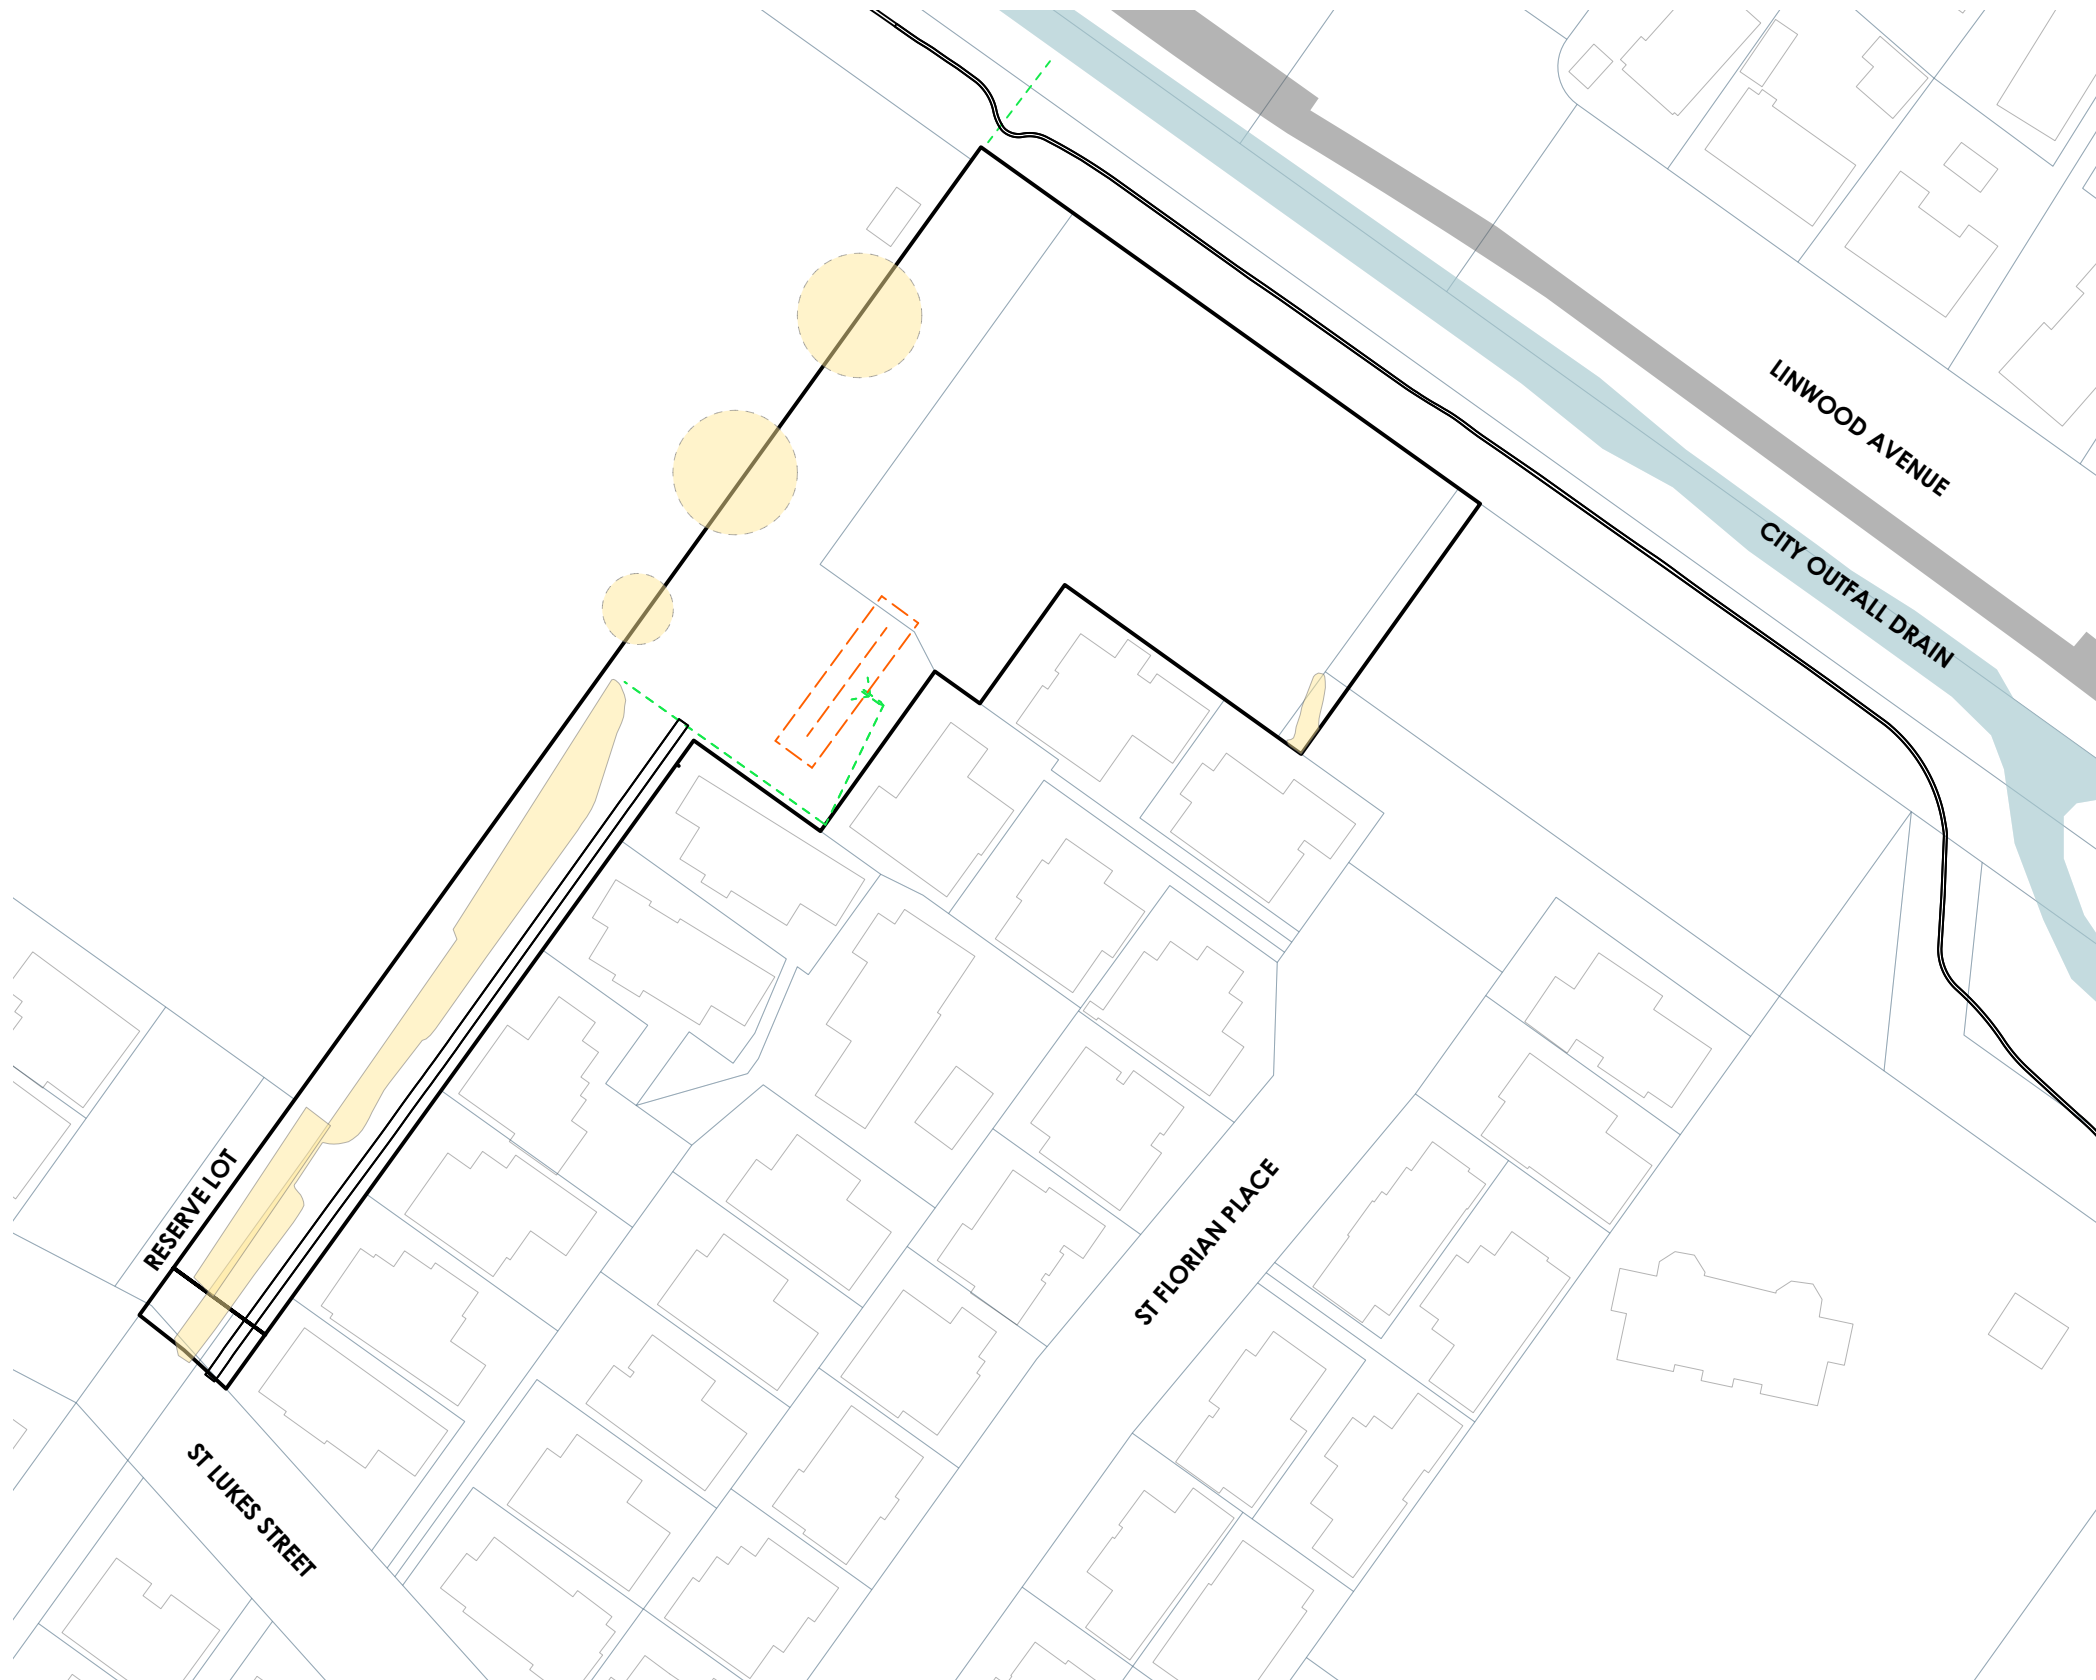 LINWOOD AVENUE
CITY OUTFALL DRAIN
RESERVE LOT
ST FLORIAN PLACE
ST LUKES STREET